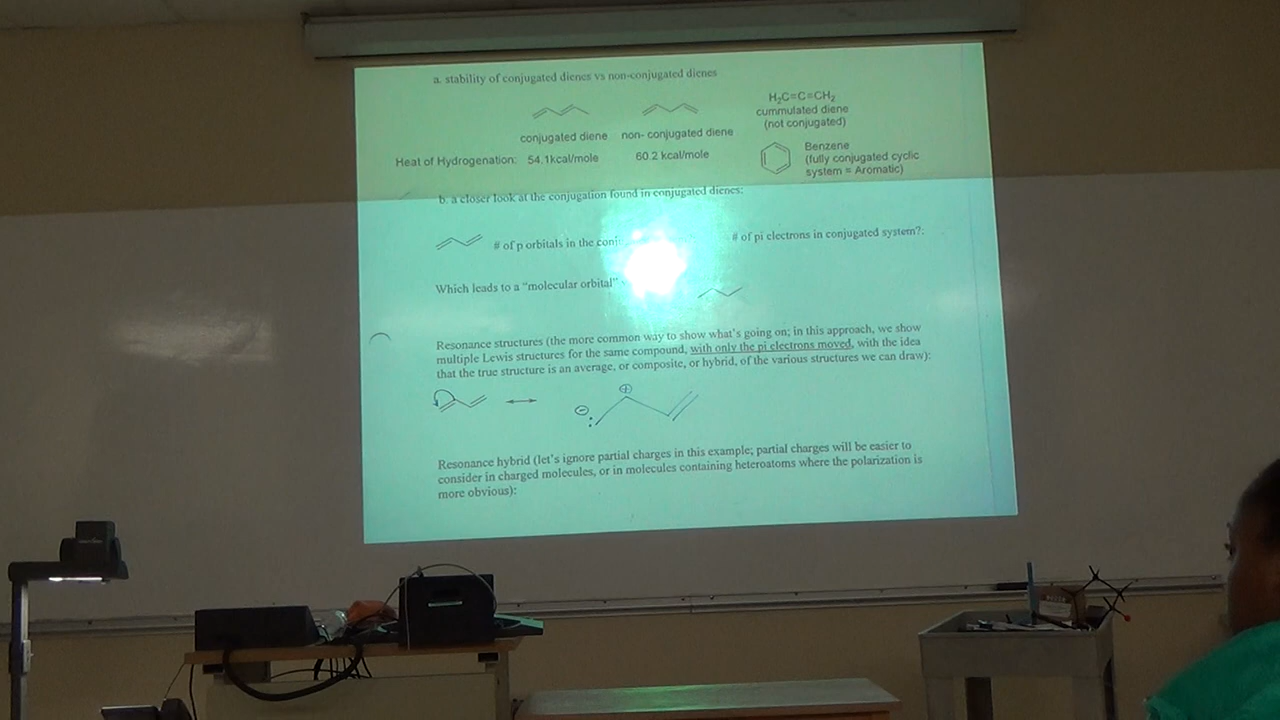 a. stability of conjugated dienes vs non-conjugated dienes
H₂C=C=CH₂
cummulated diene
(not conjugated)
conjugated diene non- conjugated diene
Heat of Hydrogenation: 54.1kcal/mole 60.2 kcal/mole
Benzene
(fully conjugated cyclic
system = Aromatic)
b. a closer look at the conjugation found in conjugated dienes:
# of p orbitals in the # of pi electrons in conjugated system?:
Which leads to a "molecular orbital"
Resonance structures (the more common way to show what's going on; in this approach, we show
multiple Lewis structures for the same compound, with only the pi electrons moved, with the idea
that the true structure is an average, or composite, or hybrid, of the various structures we can draw):
⊖ ⊕
Resonance hybrid (let's ignore partial charges in this example; partial charges will be easier to
consider in charged molecules, or in molecules containing heteroatoms where the polarization is
more obvious):